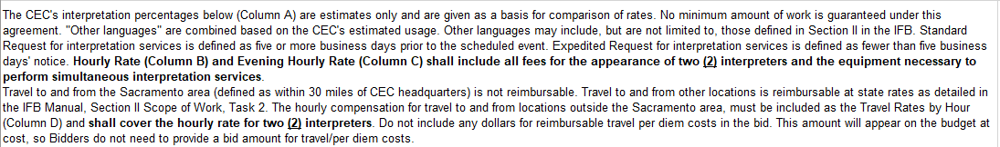 The CEC's interpretation percentages below (Column A) are estimates only and are given as a basis for comparison of rates. No minimum amount of work is guaranteed under this
agreement. "Other languages" are combined based on the CEC's estimated usage. Other languages may include, but are not limited to, those defined in Section II in the IFB. Standard
Request for interpretation services is defined as five or more business days prior to the scheduled event. Expedited Request for interpretation services is defined as fewer than five business
days' notice. Hourly Rate (Column B) and Evening Hourly Rate (Column C) shall include all fees for the appearance of two (2) interpreters and the equipment necessary to
perform simultaneous interpretation services.
Travel to and from the Sacramento area (defined as within 30 miles of CEC headquarters) is not reimbursable. Travel to and from other locations is reimbursable at state rates as detailed in
the IFB Manual, Section II Scope of Work, Task 2. The hourly compensation for travel to and from locations outside the Sacramento area, must be included as the Travel Rates by Hour
(Column D) and shall cover the hourly rate for two (2) interpreters. Do not include any dollars for reimbursable travel per diem costs in the bid. This amount will appear on the budget at
cost, so Bidders do not need to provide a bid amount for travel/per diem costs.